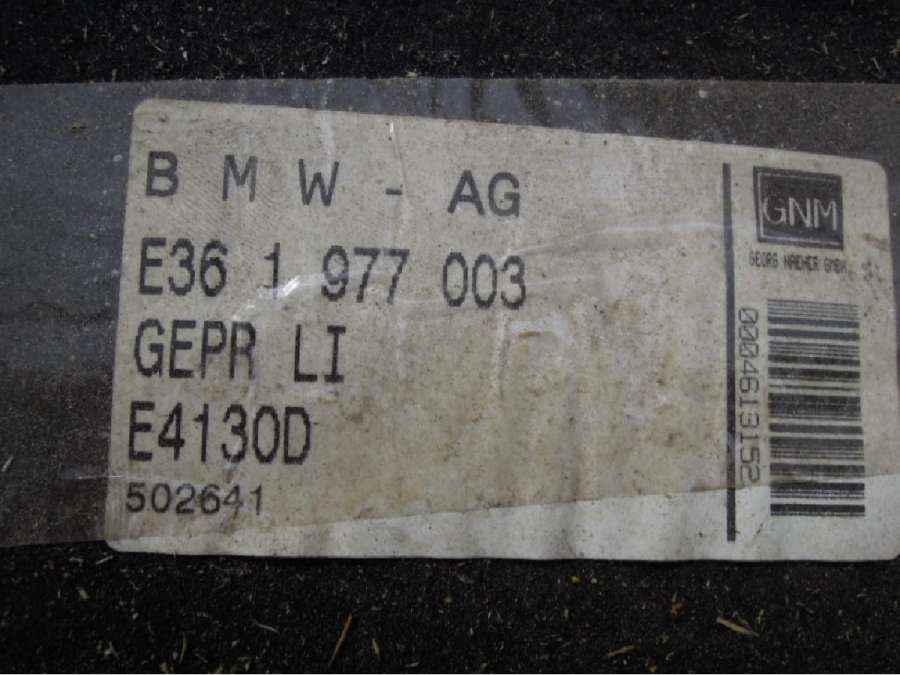 B M W - AG
E36 1 977 003
GEPR LI
E4130D
502641
GNM
GEORG NAEHER GMBH
0004613152